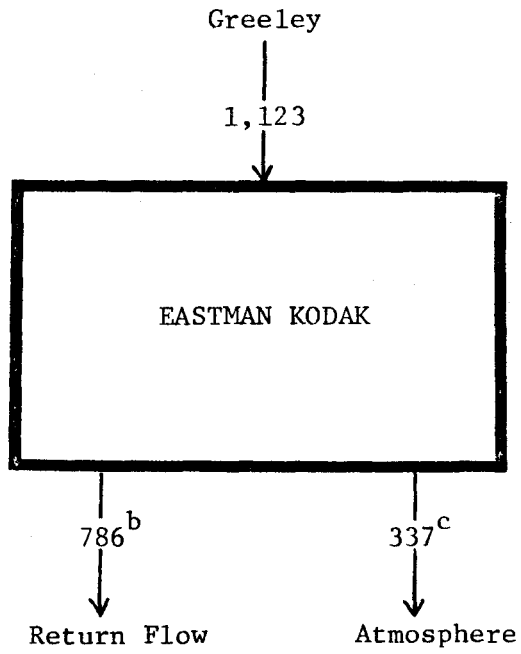 Greeley
1,123
EASTMAN KODAK
786b 337c
Return Flow Atmosphere